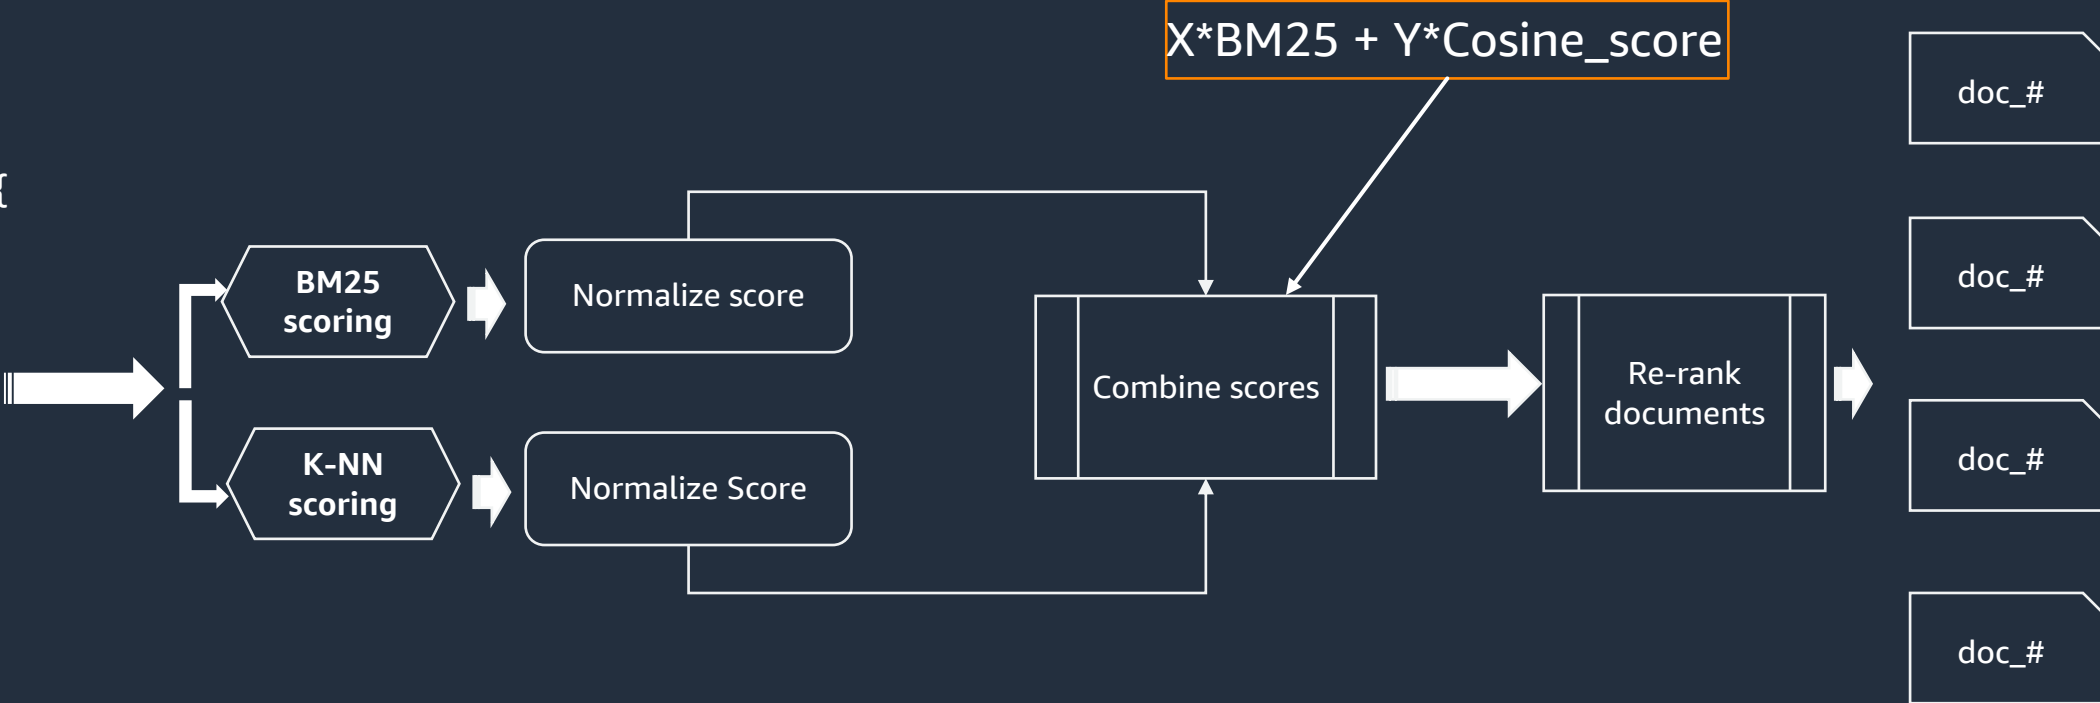 X*BM25 + Y*Cosine_score
{
BM25
scoring
Normalize score
K-NN
scoring
Normalize Score
Combine scores
Re-rank
documents
doc_#
doc_#
doc_#
doc_#